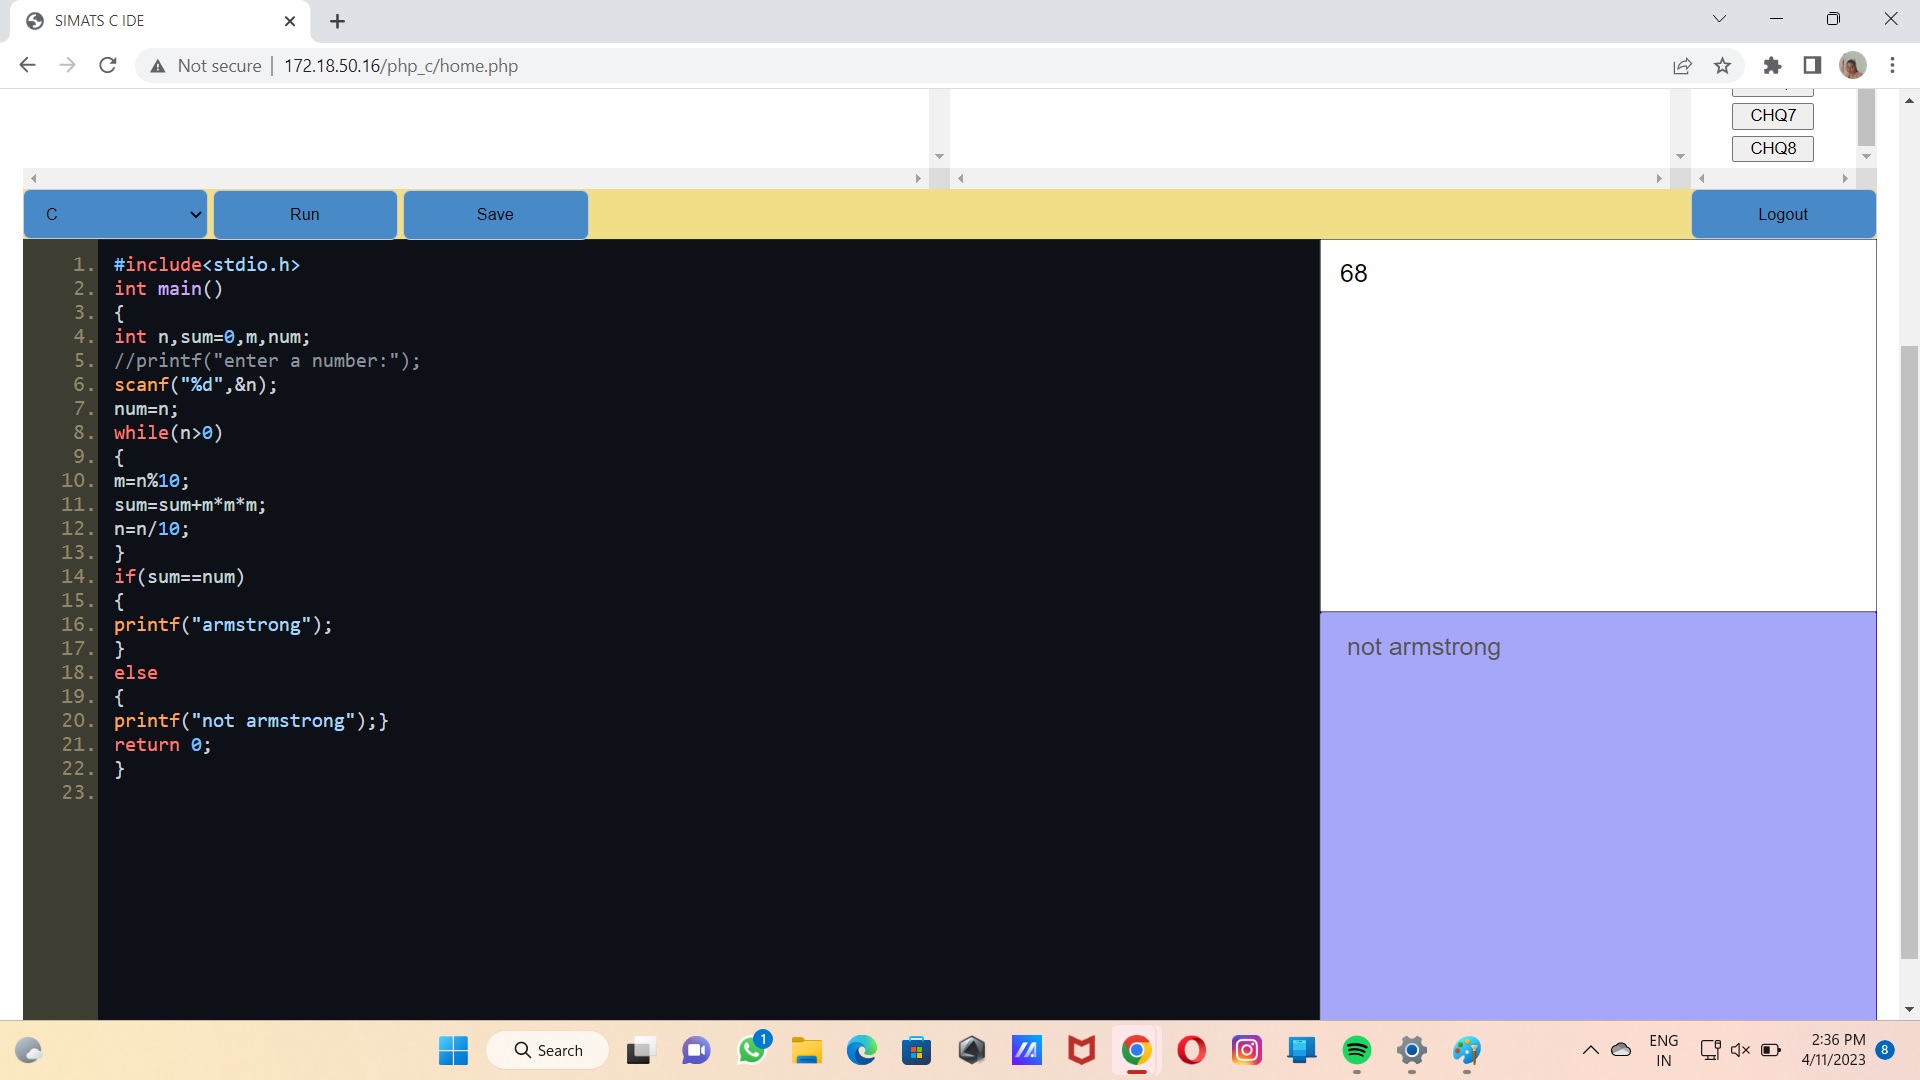 SIMATS C IDE
Not secure | 172.18.50.16/php_c/home.php
CHQ7
CHQ8
C
Run
Save
Logout
1. #include<stdio.h>
2. int main()
3. {
4. int n,sum=0,m,num;
5. //printf("enter a number:");
6. scanf("%d",&n);
7. num=n;
8. while(n>0)
9. {
10. m=n%10;
11. sum=sum+m*m*m;
12. n=n/10;
13. }
14. if(sum==num)
15. {
16. printf("armstrong");
17. }
18. else
19. {
20. printf("not armstrong");}
21. return 0;
22. }
23.
68
not armstrong
Search
1
ENG
IN
2:36 PM
4/11/2023
8